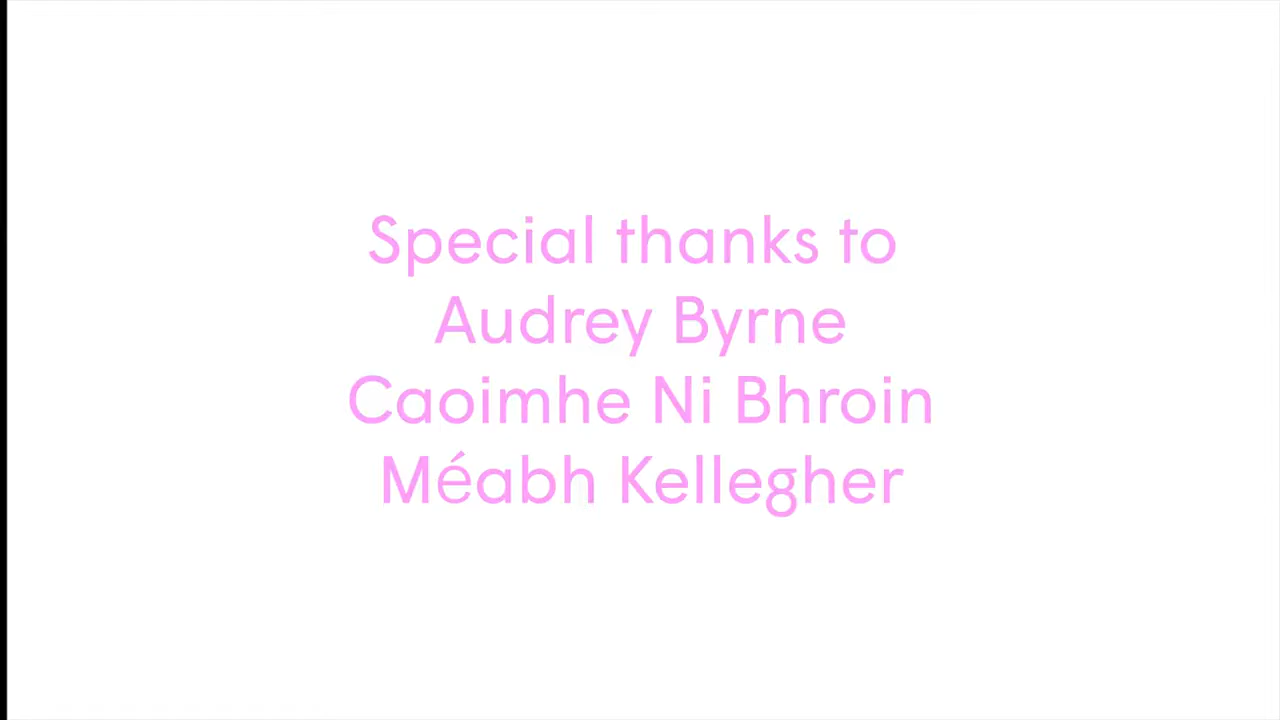 Special thanks to
Audrey Byrne
Caoimhe Ni Bhroin
Méabh Kellegher